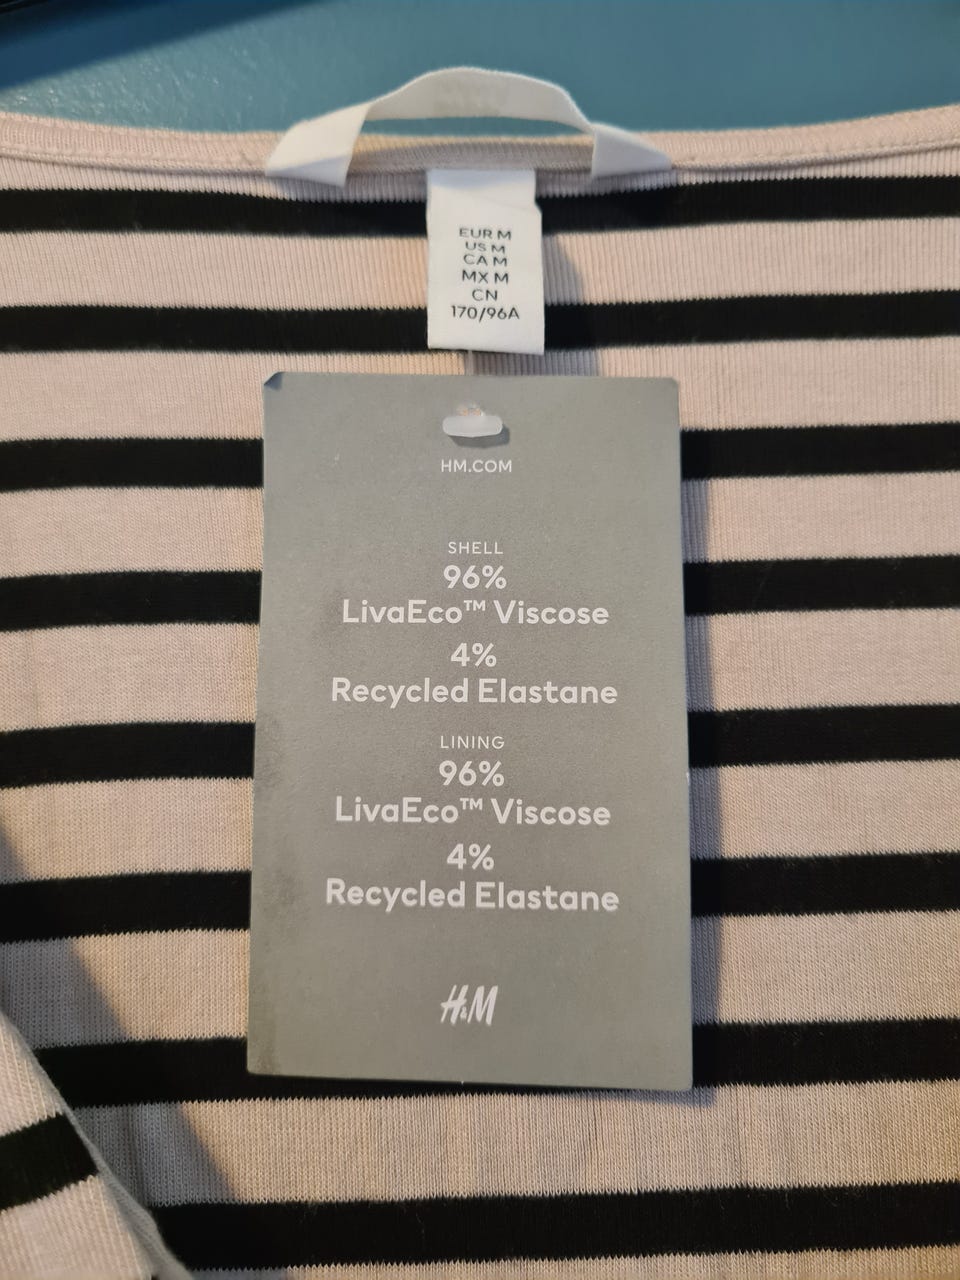 EUR M
US M
CA M
MX M
CN
170/96A
HM.COM
SHELL
96%
LivaEco™ Viscose
4%
Recycled Elastane
LINING
96%
LivaEco™ Viscose
4%
Recycled Elastane
H&M